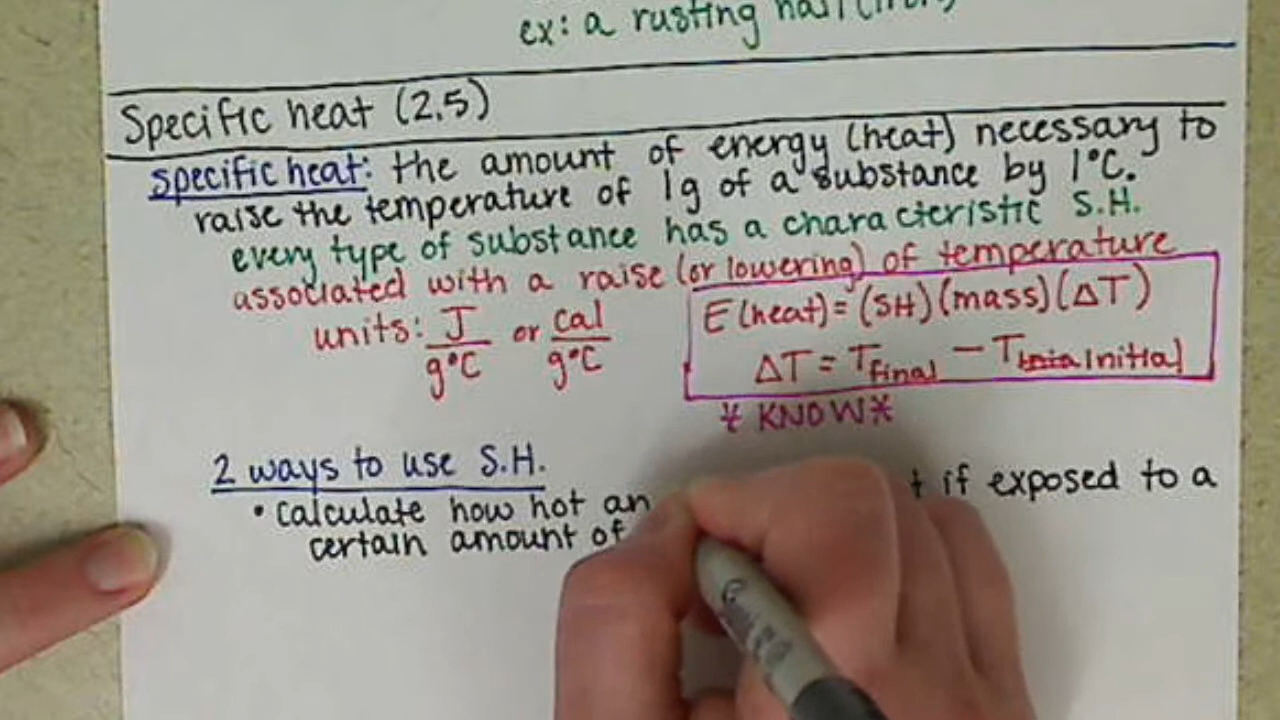 ex: a rusting nail (iron)
Specific heat (2.5)
specific heat: the amount of energy (heat) necessary to
raise the temperature of 1g of a substance by 1°C.
every type of substance has a characteristic S.H.
associated with a raise (or lowering) of temperature
units: J/g°C or cal/g°C
E(heat) = (SH)(mass)(ΔT)
ΔT = Tfinal - Tinitial
* KNOW *
2 ways to use S.H.
• calculate how hot an t if exposed to a
certain amount of